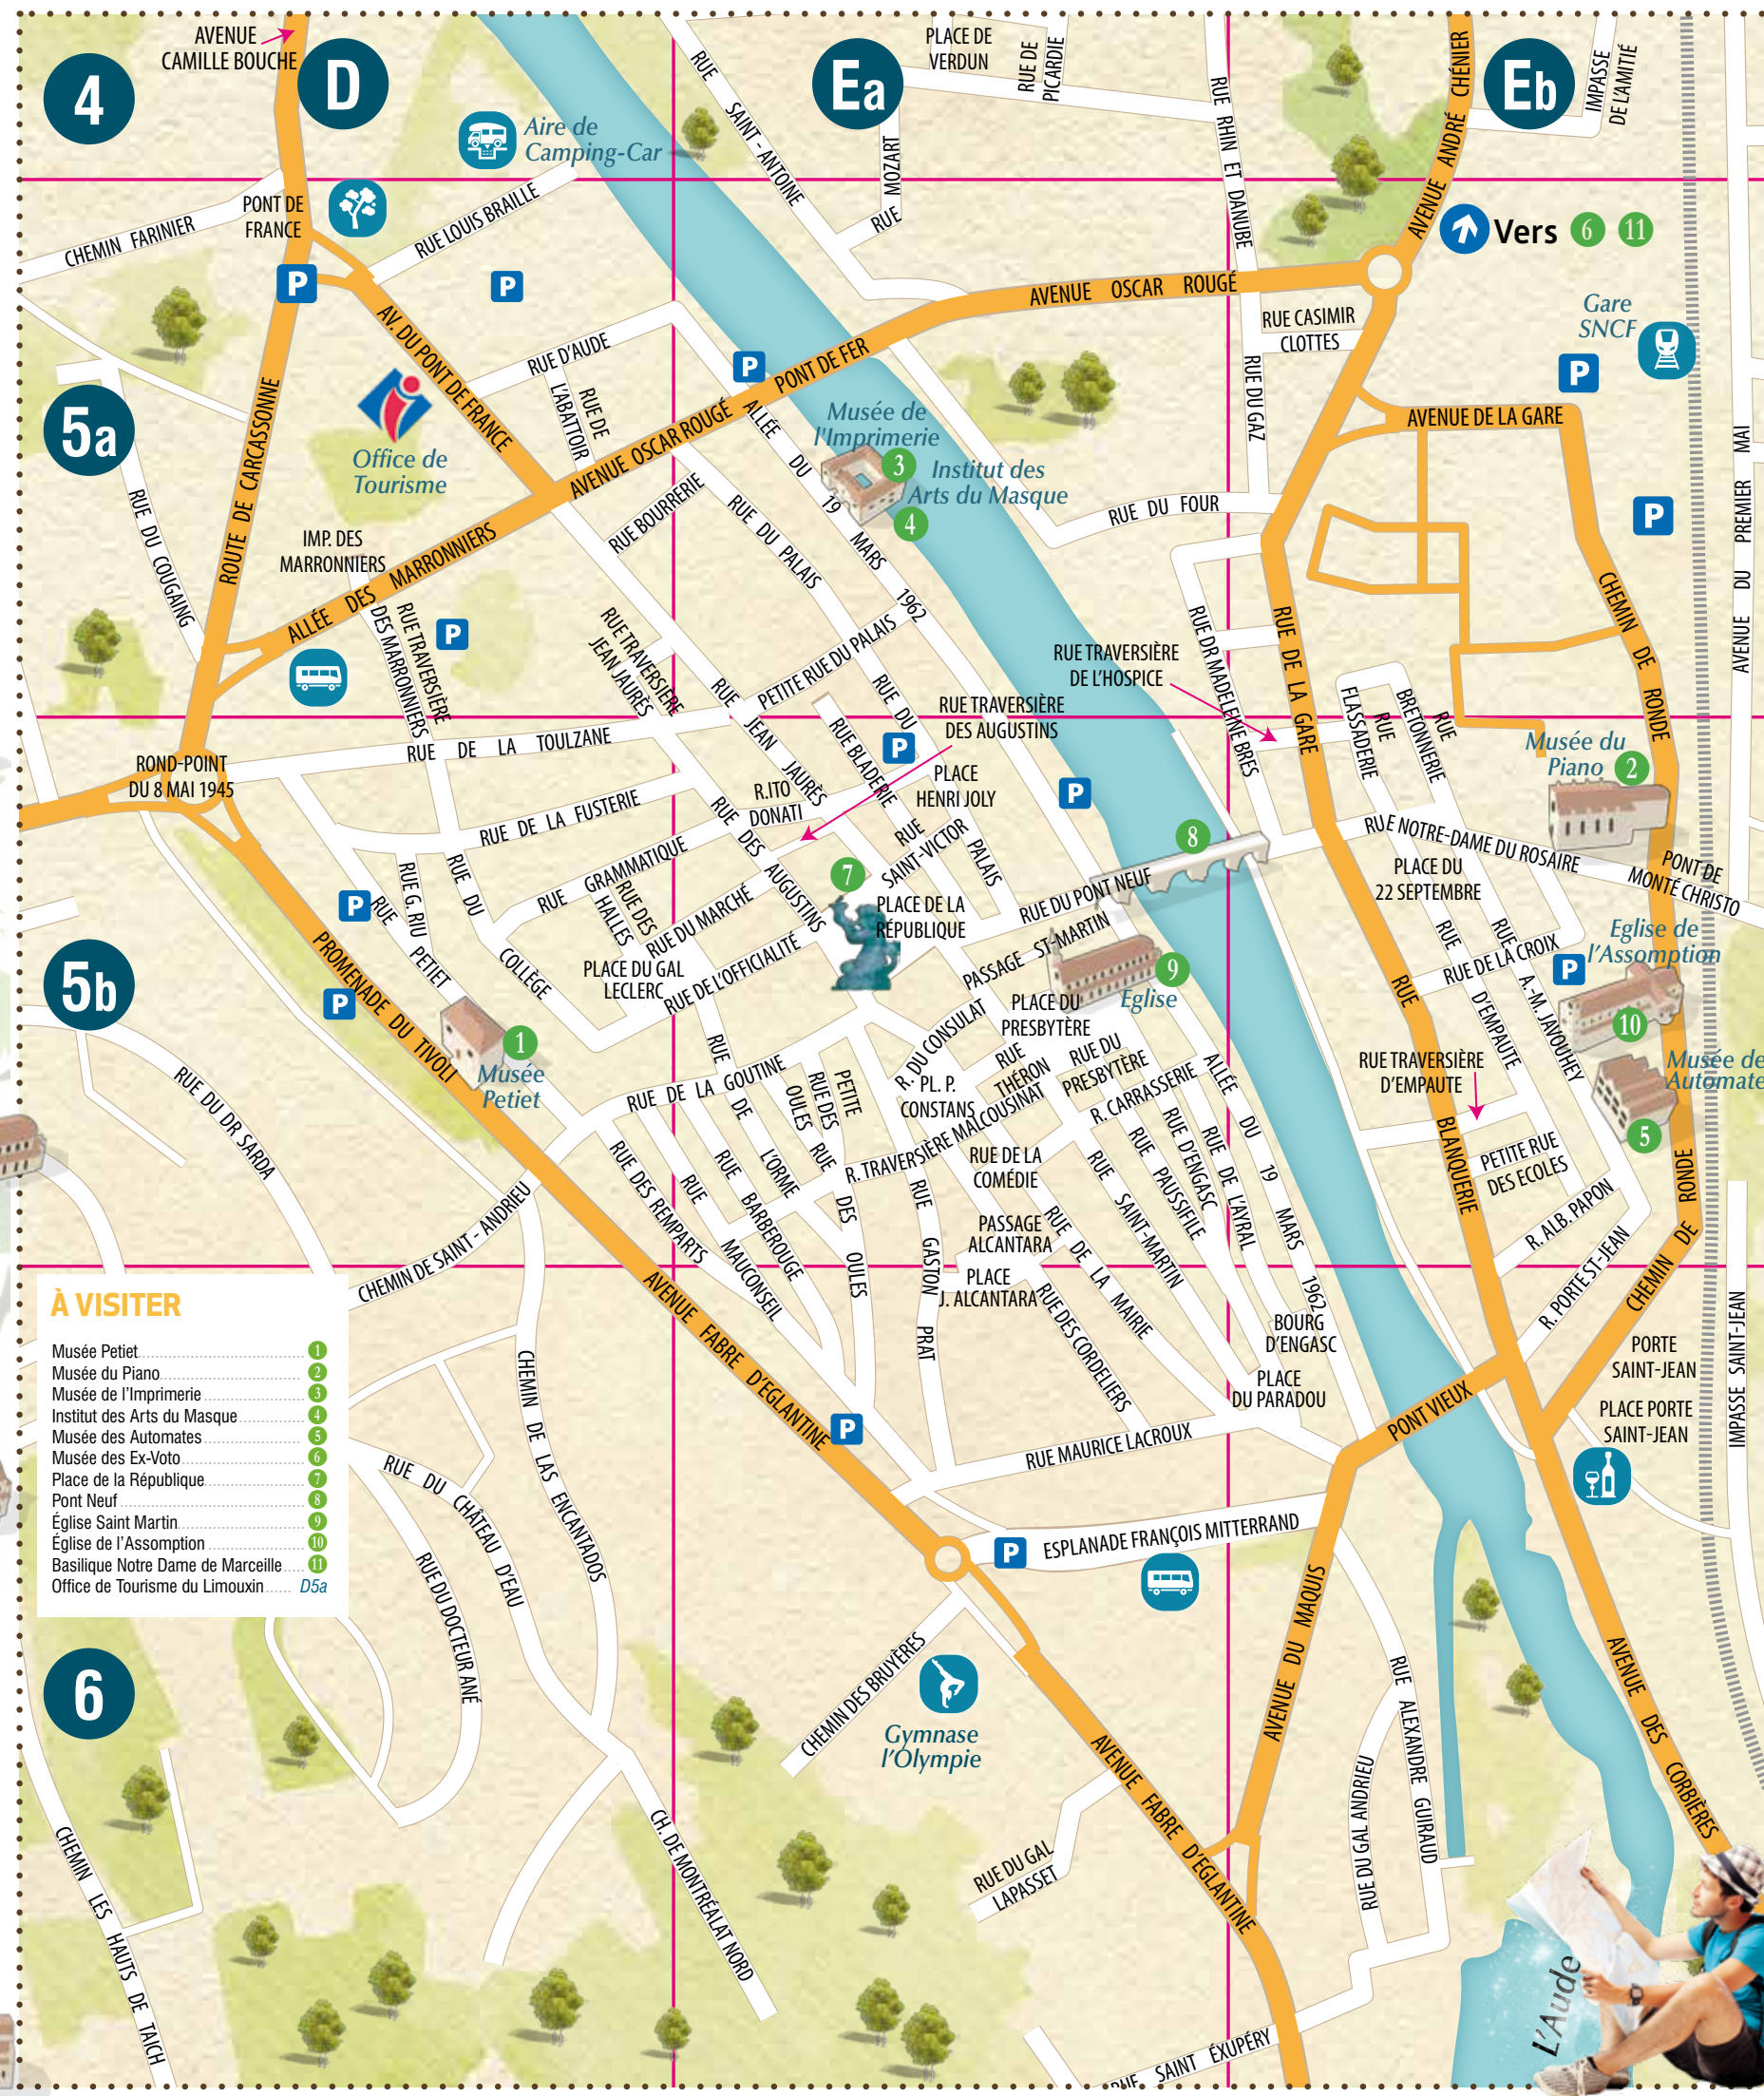 4
D
Ea
Eb
AVENUE
CAMILLE BOUCHE
Aire de
Camping-Car
RUE SAINT - ANTOINE
PLACE DE
VERDUN
RUE DE
PICARDIE
RUE MOZART
RUE RHIN ET DANUBE
AVENUE ANDRÉ CHÉNIER
IMPASSE
DE L'AMITIÉ
CHEMIN FARINIER
PONT DE
FRANCE
RUE LOUIS BRAILLE
Vers 6 11
P
P
AV. DU PONT DE FRANCE
RUE D'AUDE
RUE DE
L'ABATTOIR
AVENUE OSCAR ROUGÉ
PONT DE FER
AVENUE OSCAR ROUGÉ
RUE CASIMIR
CLOTTES
Gare
SNCF
P
P
5a
ROUTE DE CARCASSONNE
Office de
Tourisme
ALLÉE DU 19 MARS 1962
Musée de
l'Imprimerie
3
Institut des
Arts du Masque
4
RUE DU GAZ
AVENUE DE LA GARE
RUE DU COUGAING
IMP. DES
MARRONNIERS
ALLÉE DES MARRONNIERS
RUE BOURRERIE
RUE DU PALAIS
RUE DU FOUR
P
AVENUE DU PREMIER MAI
RUE TRAVERSIÈRE
DES MARRONNIERS
P
RUE TRAVERSIÈRE
JEAN JAURÈS
PETITE RUE DU PALAIS
RUE DR MADELEINE BRES
RUE DE LA GARE
CHEMIN DE RONDE
RUE TRAVERSIÈRE
DE L'HOSPICE
RUE JEAN JAURÈS
RUE DU PALAIS
RUE TRAVERSIÈRE
DES AUGUSTINS
RUE FLASSADERIE
RUE BRETONNERIE
RUE DE LA TOULZANE
RUE BLADERIE
P
ROND-POINT
DU 8 MAI 1945
R.ITO
DONATI
PLACE
HENRI JOLY
P
Musée du
Piano 2
RUE DE LA FUSTERIE
RUE DES AUGUSTINS
RUE
SAINT-VICTOR
8
RUE NOTRE-DAME DU ROSAIRE
PONT DE
MONTÉ CHRISTO
RUE GRAMMATIQUE
RUE G. RIU
RUE DU COLLÈGE
RUE DES
HALLES
RUE DU MARCHÉ
7
PLACE DE LA
RÉPUBLIQUE
RUE DU PONT NEUF
PLACE DU
22 SEPTEMBRE
P
RUE PETIET
PLACE DU GAL
LECLERC
RUE DE L'OFFICIALITÉ
PASSAGE ST-MARTIN
9
Eglise
RUE D'EMPAUTE
RUE DE LA CROIX
RUE A.-M. JAVOUHEY
P
Eglise de
l'Assomption
10
5b
P
PROMENADE DU TIVOLI
1
Musée
Petiet
RUE DE LA GOUTINE
R. DU CONSULAT
PLACE DU
PRESBYTÈRE
RUE
THÉRON
RUE DU
PRESBYTÈRE
RUE TRAVERSIÈRE
D'EMPAUTE
Musée de
Automate
5
RUE DU DR SARDA
RUE DE L'ORME
RUE DES
OULES
PETITE RUE DES OULES
PL. P.
CONSTANS
R. TRAVERSIÈRE MALCOUSINAT
R. CARRASSERIE
ALLÉE DU 19 MARS 1962
RUE BLANQUERIE
PETITE RUE
DES ECOLES
RUE DES REMPARTS
RUE MAUCONSEIL
RUE BARBEROUGE
RUE GASTON PRAT
RUE DE LA
COMÉDIE
RUE SAINT-MARTIN
RUE PAUSSIFILE
RUE D'ENGASC
RUE DE L'AYRAL
R. ALB. PAPON
CHEMIN DE SAINT - ANDRIEU
PASSAGE
ALCANTARA
PLACE
J. ALCANTARA
RUE DE LA MAIRIE
RUE DES CORDELIERS
R. PORTE ST-JEAN
CHEMIN DE RONDE
À VISITER
Musée Petiet 1
Musée du Piano 2
Musée de l'Imprimerie 3
Institut des Arts du Masque 4
Musée des Automates 5
Musée des Ex-Voto 6
Place de la République 7
Pont Neuf 8
Église Saint Martin 9
Église de l'Assomption 10
Basilique Notre Dame de Marceille 11
Office de Tourisme du Limouxin D5a
AVENUE FABRE D'EGLANTINE
BOURG
D'ENGASC
PLACE
DU PARADOU
PORTE
SAINT-JEAN
PLACE PORTE
SAINT-JEAN
IMPASSE SAINT-JEAN
CHEMIN DE LAS ENCANTADOS
P
RUE MAURICE LACROUX
PONT VIEUX
RUE DU CHÂTEAU D'EAU
RUE DU DOCTEUR ANÉ
P
ESPLANADE FRANÇOIS MITTERRAND
6
CHEMIN DES BRUYÈRES
Gymnase
l'Olympie
AVENUE DU MAQUIS
RUE ALEXANDRE GUIRAUD
AVENUE DES CORBIÈRES
AVENUE FABRE D'EGLANTINE
RUE DU GAL ANDRIEU
CHEMIN LES HAUTS DE TAICH
CH. DE MONTRÉALAT NORD
RUE DU GAL
LAPASSET
L'Aude
RUE SAINT ÉXUPÉRY